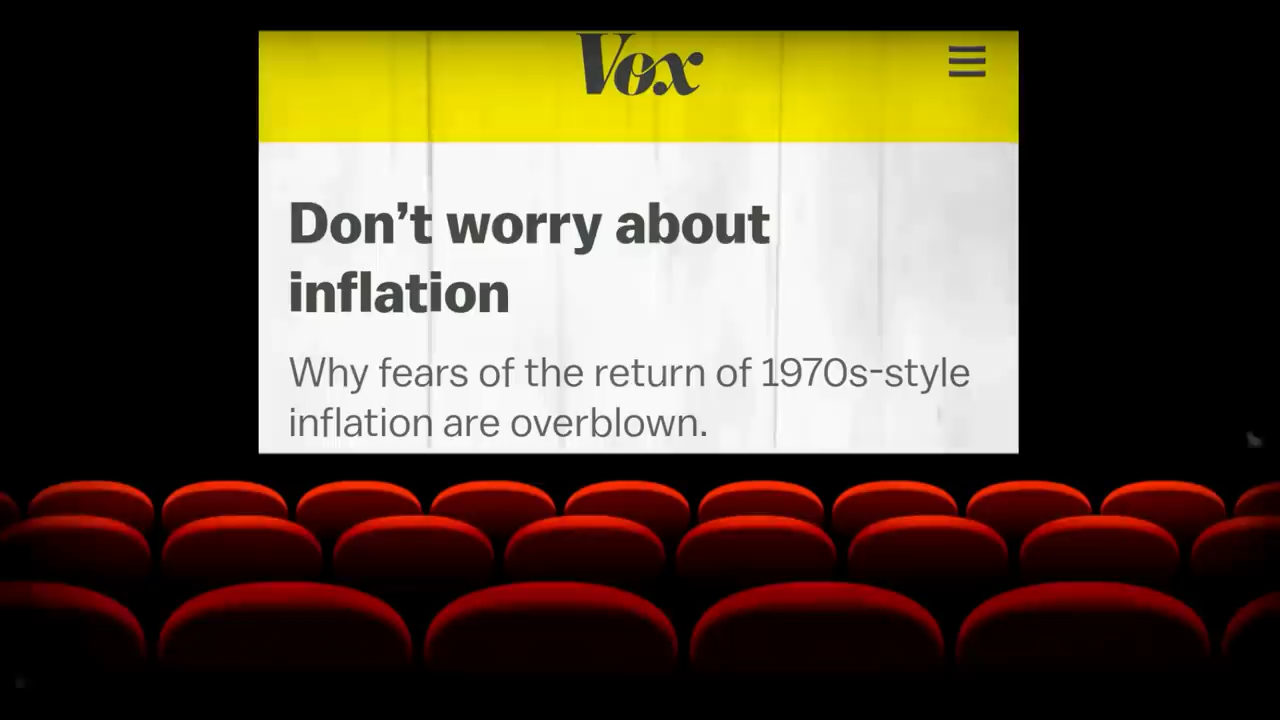 Vox
Don’t worry about
inflation
Why fears of the return of 1970s-style
inflation are overblown.